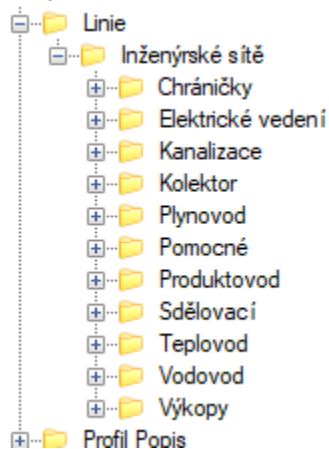 Linie
Inženýrské sítě
Chráničky
Elektrické vedení
Kanalizace
Kolektor
Plynovod
Pomocné
Produktovod
Sdělovací
Teplovod
Vodovod
Výkopy
Profil Popis